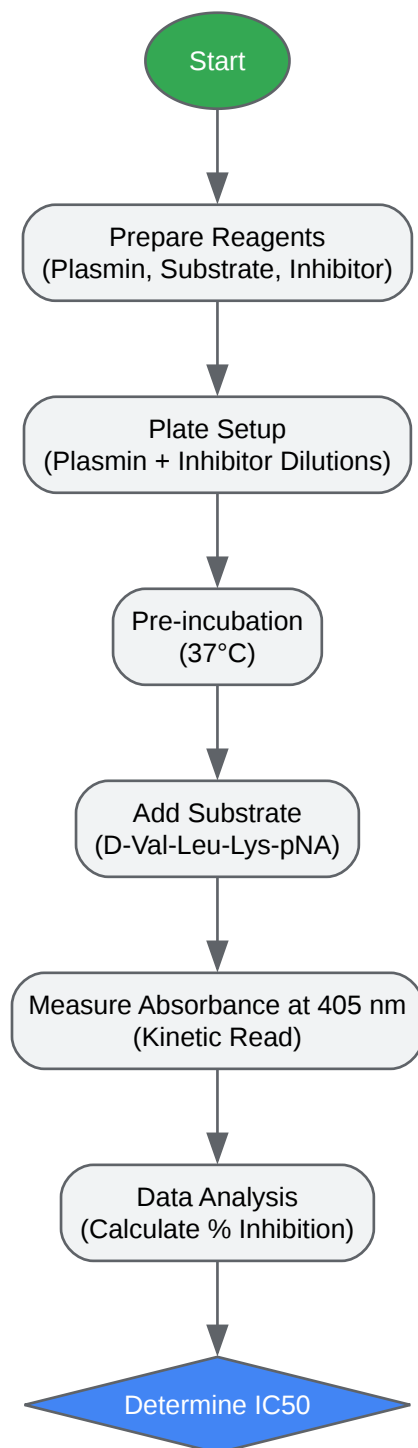 Start
Prepare Reagents
(Plasmin, Substrate, Inhibitor)
Plate Setup
(Plasmin + Inhibitor Dilutions)
Pre-incubation
(37°C)
Add Substrate
(D-Val-Leu-Lys-pNA)
Measure Absorbance at 405 nm
(Kinetic Read)
Data Analysis
(Calculate % Inhibition)
Determine IC50